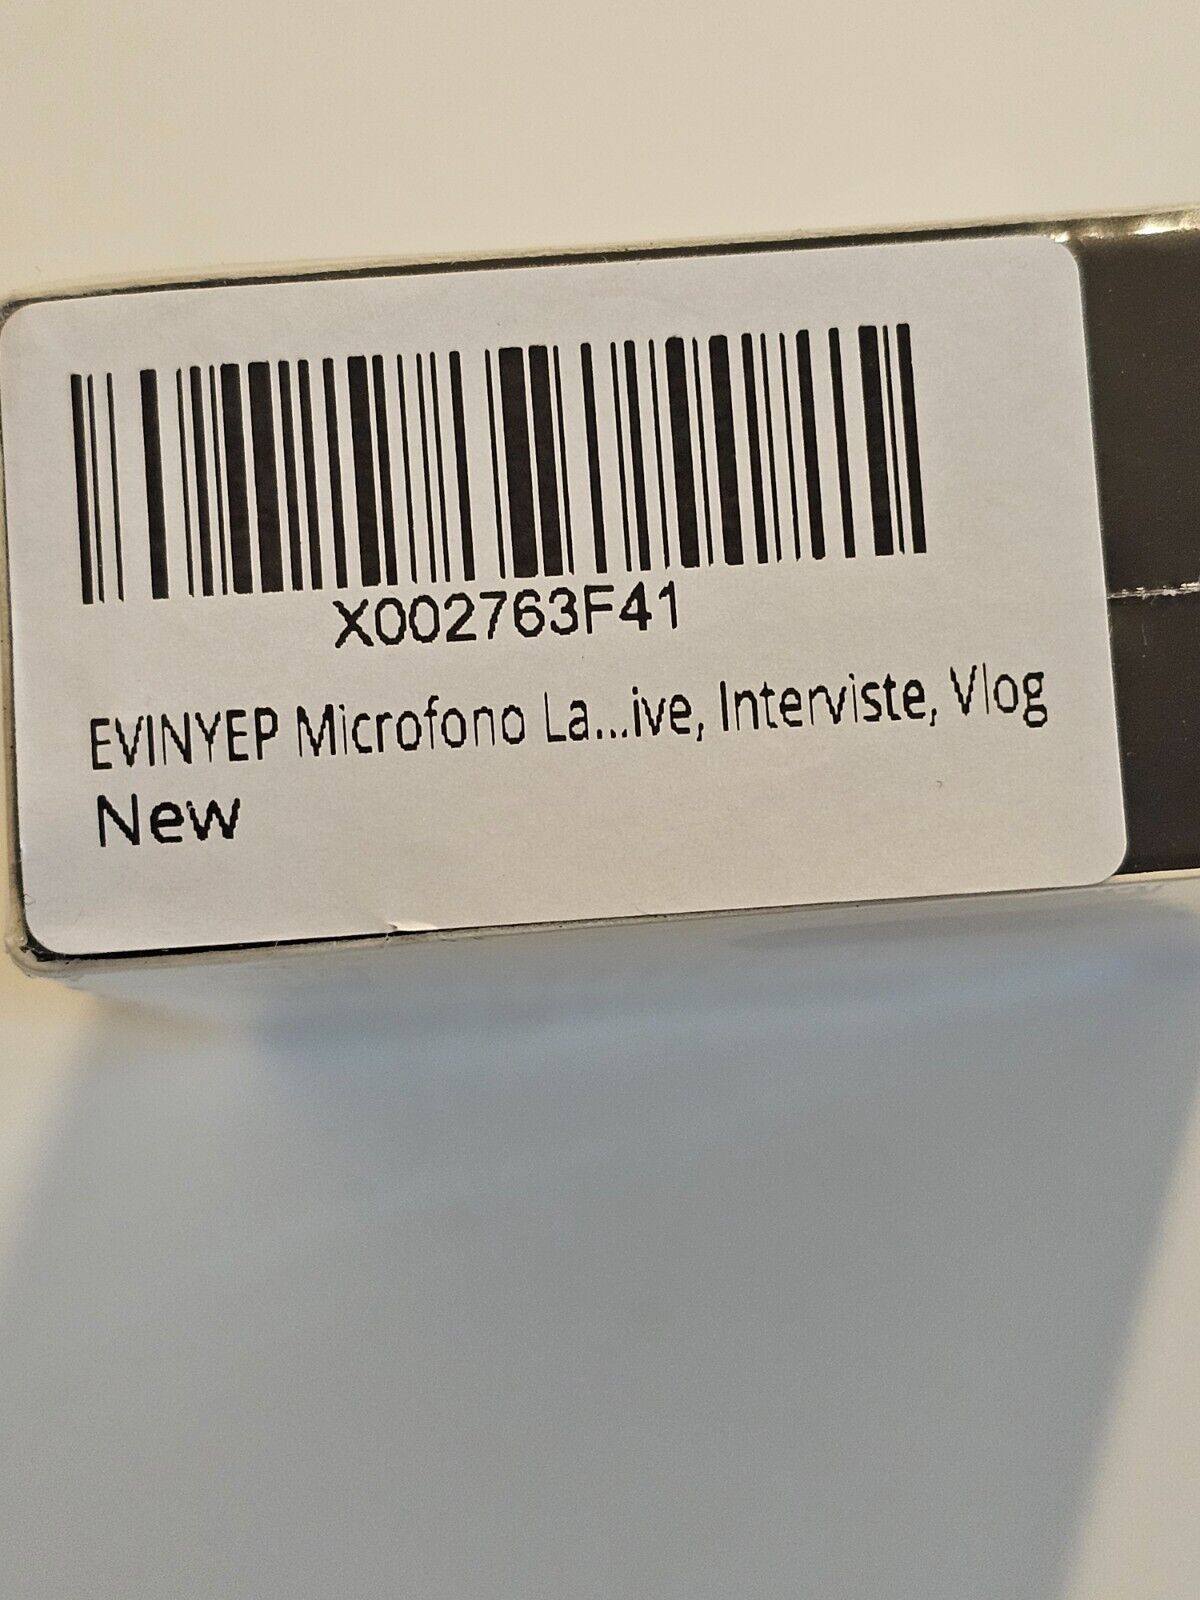 X002763F41
EVINYEP Microfono La...ive, Interviste, Vlog
New